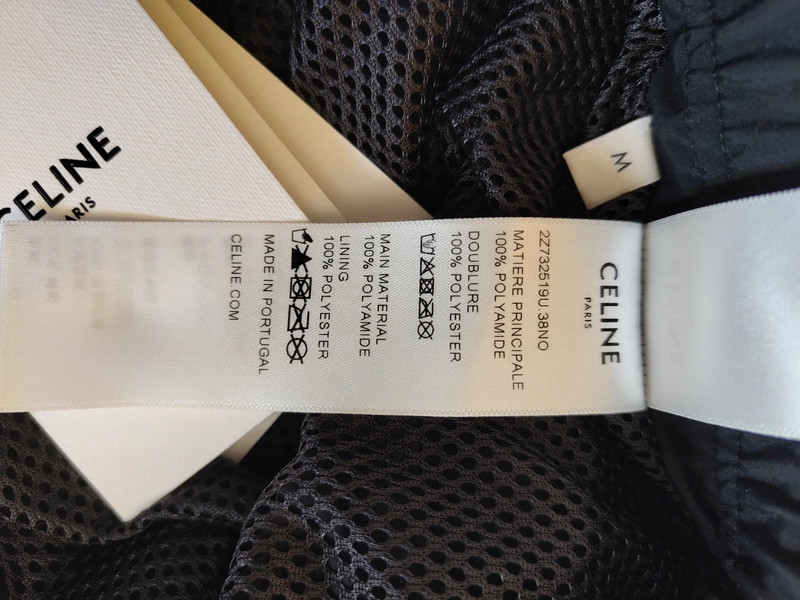 CELINE
PARIS
2Z732519U.38NO
MATIERE PRINCIPALE
100% POLYAMIDE
DOUBLURE
100% POLYESTER
MAIN MATERIAL
100% POLYAMIDE
LINING
100% POLYESTER
MADE IN PORTUGAL
CELINE.COM
M
CELINE
ARIS